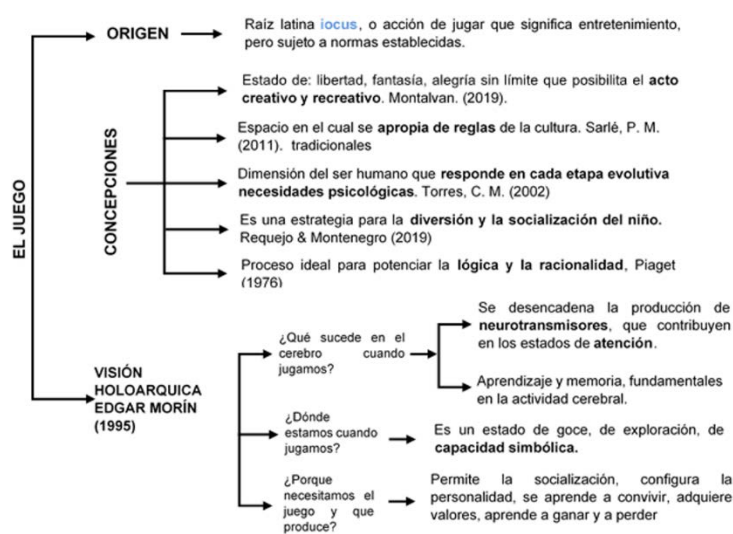 EL JUEGO
ORIGEN
Raíz latina iocus, o acción de jugar que significa entretenimiento,
pero sujeto a normas establecidas.
CONCEPCIONES
Estado de: libertad, fantasía, alegría sin límite que posibilita el acto
creativo y recreativo. Montalvan. (2019).
Espacio en el cual se apropia de reglas de la cultura. Sarlé, P. M.
(2011). tradicionales
Dimensión del ser humano que responde en cada etapa evolutiva
necesidades psicológicas. Torres, C. M. (2002)
Es una estrategia para la diversión y la socialización del niño.
Requejo & Montenegro (2019)
Proceso ideal para potenciar la lógica y la racionalidad, Piaget
(1976)
VISIÓN
HOLOARQUICA
EDGAR MORÍN
(1995)
¿Qué sucede en el
cerebro cuando
jugamos?
Se desencadena la producción de
neurotransmisores, que contribuyen
en los estados de atención.
Aprendizaje y memoria, fundamentales
en la actividad cerebral.
¿Dónde
estamos cuando
jugamos?
Es un estado de goce, de exploración, de
capacidad simbólica.
¿Porque
necesitamos el
juego y que
produce?
Permite la socialización, configura la
personalidad, se aprende a convivir, adquiere
valores, aprende a ganar y a perder